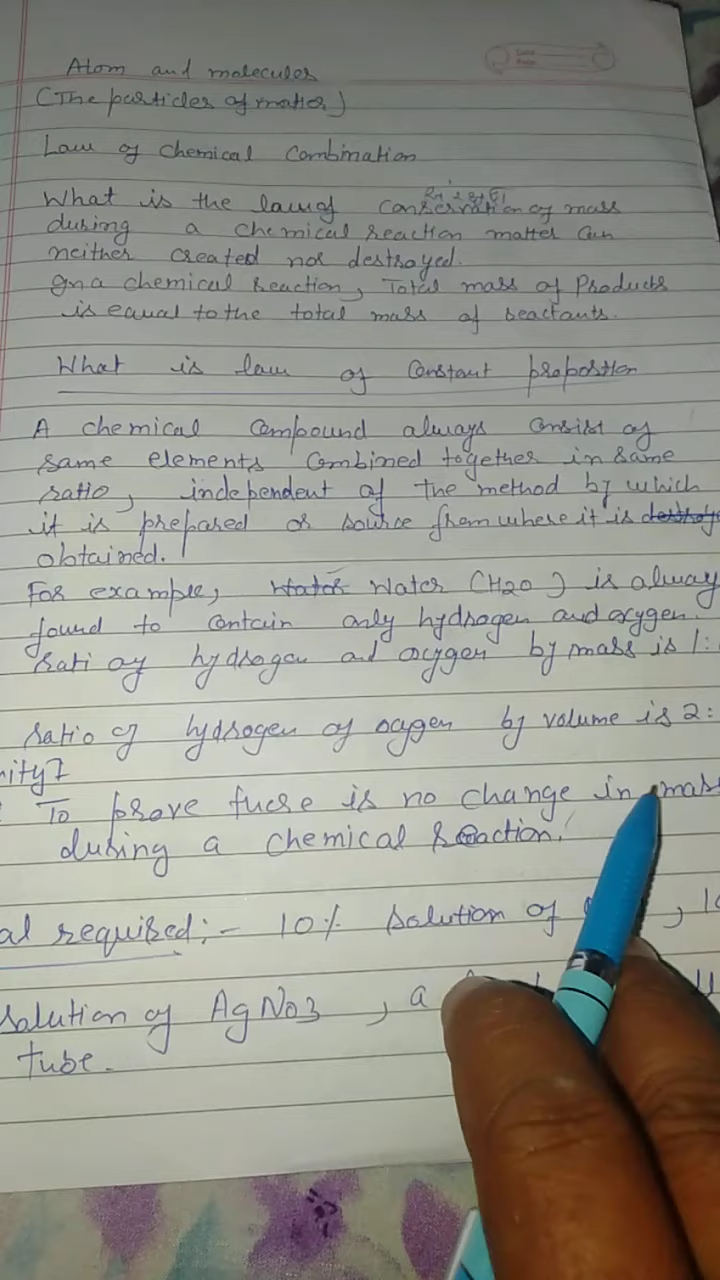 Atom and molecules
(The particles of matter)
Law of Chemical Combination
What is the law of Conservation of mass
during a chemical reaction matter can
neither created nor destroyed.
In a chemical reaction, Total mass of Products
is equal to the total mass of reactants.
What is law of Constant proportion
A chemical Compound always Consist of
same elements Combined together in same
ratio, independent of the method by which
it is prepared or source from where it is
obtained.
For example, Water Water (H2O) is alway
found to contain only hydrogen and oxygen.
rati oy hydrogen and oxygen by mass is 1:
ratio of hydrogen of oxygen by volume is 2:
To prove is no change in mass
during a chemical reaction.
al required:- 10% solution of , 10
solution of AgNo3, a
tube.